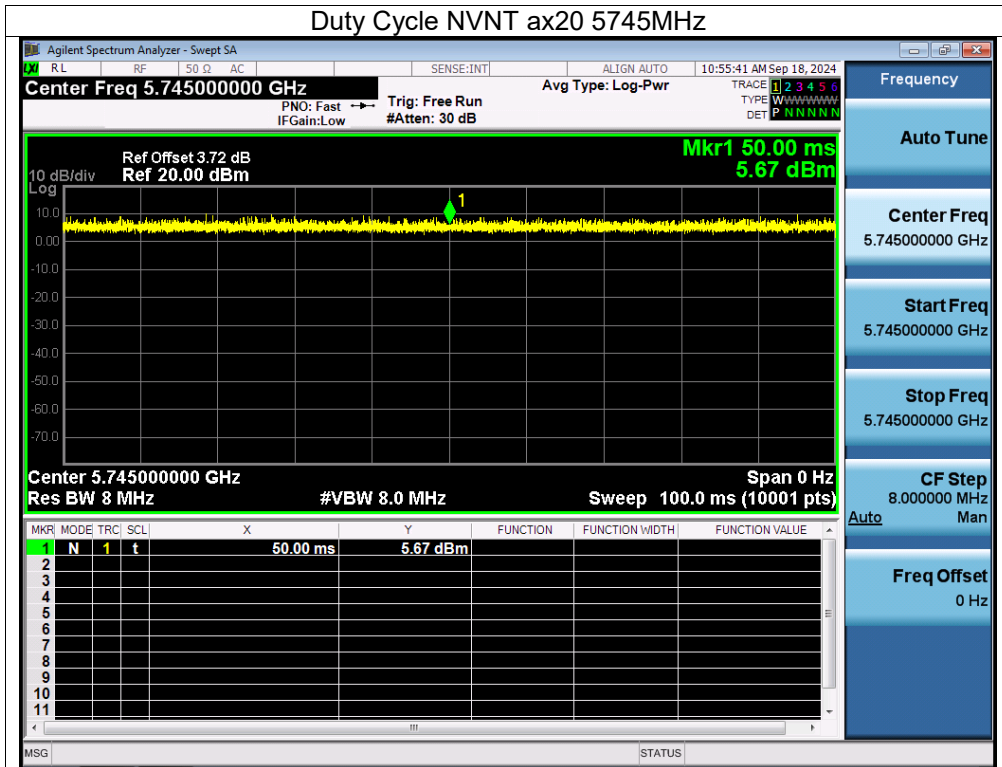 Duty Cycle NVNT ax20 5745MHz
Agilent Spectrum Analyzer - Swept SA
LXI RL RF 50 Ω AC SENSE:INT ALIGN AUTO 10:55:41 AM Sep 18, 2024
Center Freq 5.745000000 GHz Avg Type: Log-Pwr TRACE 1 2 3 4 5 6
PNO: Fast Trig: Free Run TYPE WWWWWWW
IFGain:Low #Atten: 30 dB DET P N N N N N
Mkr1 50.00 ms
Ref Offset 3.72 dB
10 dB/div Ref 20.00 dBm 5.67 dBm
Log
1
10.0
0.00
-10.0
-20.0
-30.0
-40.0
-50.0
-60.0
-70.0
Center 5.745000000 GHz Span 0 Hz
Res BW 8 MHz #VBW 8.0 MHz Sweep 100.0 ms (10001 pts)
MKR MODE TRC SCL X Y FUNCTION FUNCTION WIDTH FUNCTION VALUE
1 N 1 t 50.00 ms 5.67 dBm
2
3
4
5
6
7
8
9
10
11
MSG STATUS
Frequency
Auto Tune
Center Freq
5.745000000 GHz
Start Freq
5.745000000 GHz
Stop Freq
5.745000000 GHz
CF Step
8.000000 MHz
Auto Man
Freq Offset
0 Hz